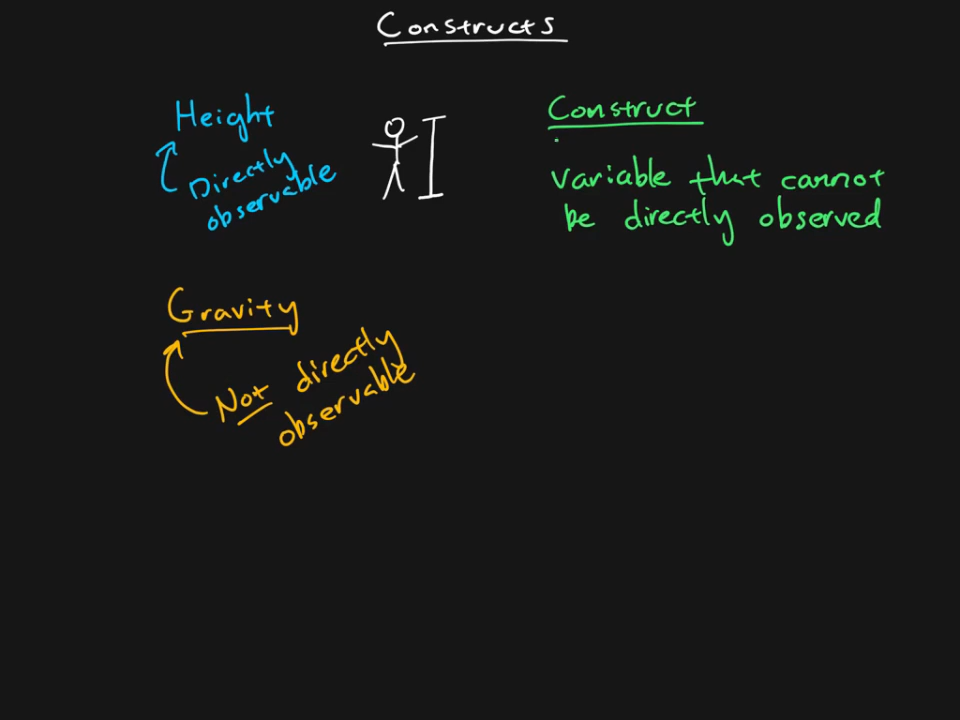 Constructs
Height
Directly
observable
Construct
variable that cannot
be directly observed
Gravity
Not directly
observable